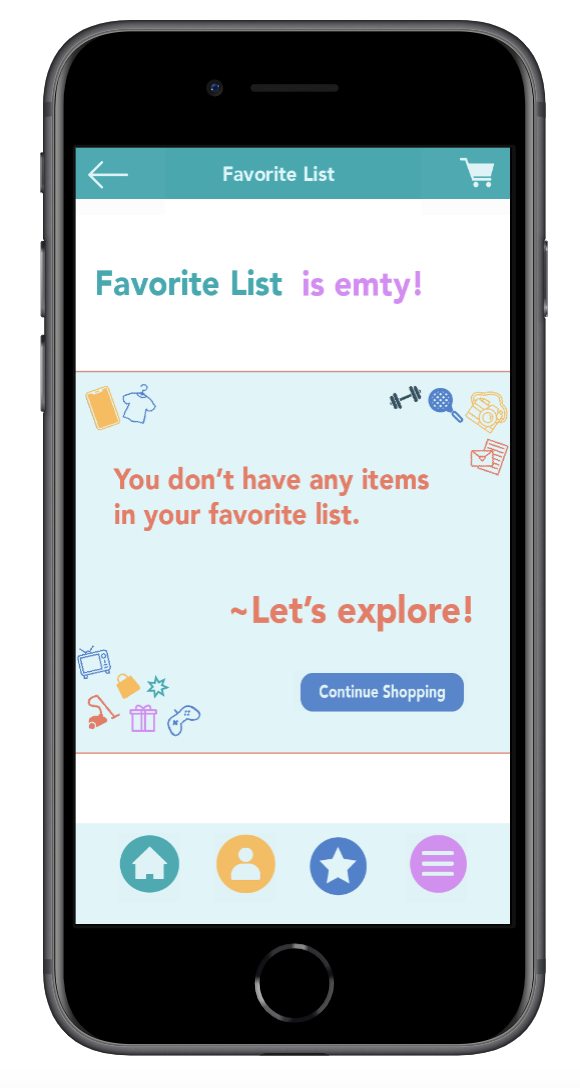 Favorite List
Favorite List is emty!
You don't have any items
in your favorite list.
~Let's explore!
Continue Shopping